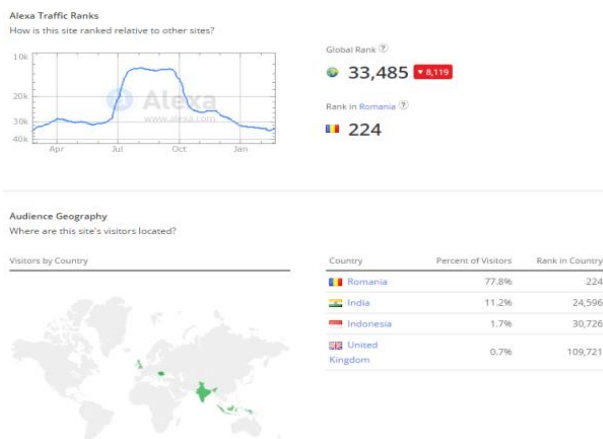 Alexa Traffic Ranks
How is this site ranked relative to other sites?
Global Rank ?
33,485 ▼ 8,119
Rank in Romania ?
224
10k
20k
30k
40k
Alexa
www.alexa.com
Apr Jul Oct Jan
Audience Geography
Where are this site's visitors located?
Visitors by Country
Country Percent of Visitors Rank in Country
Romania 77.8% 224
India 11.2% 24,596
Indonesia 1.7% 30,726
United
Kingdom 0.7% 109,721